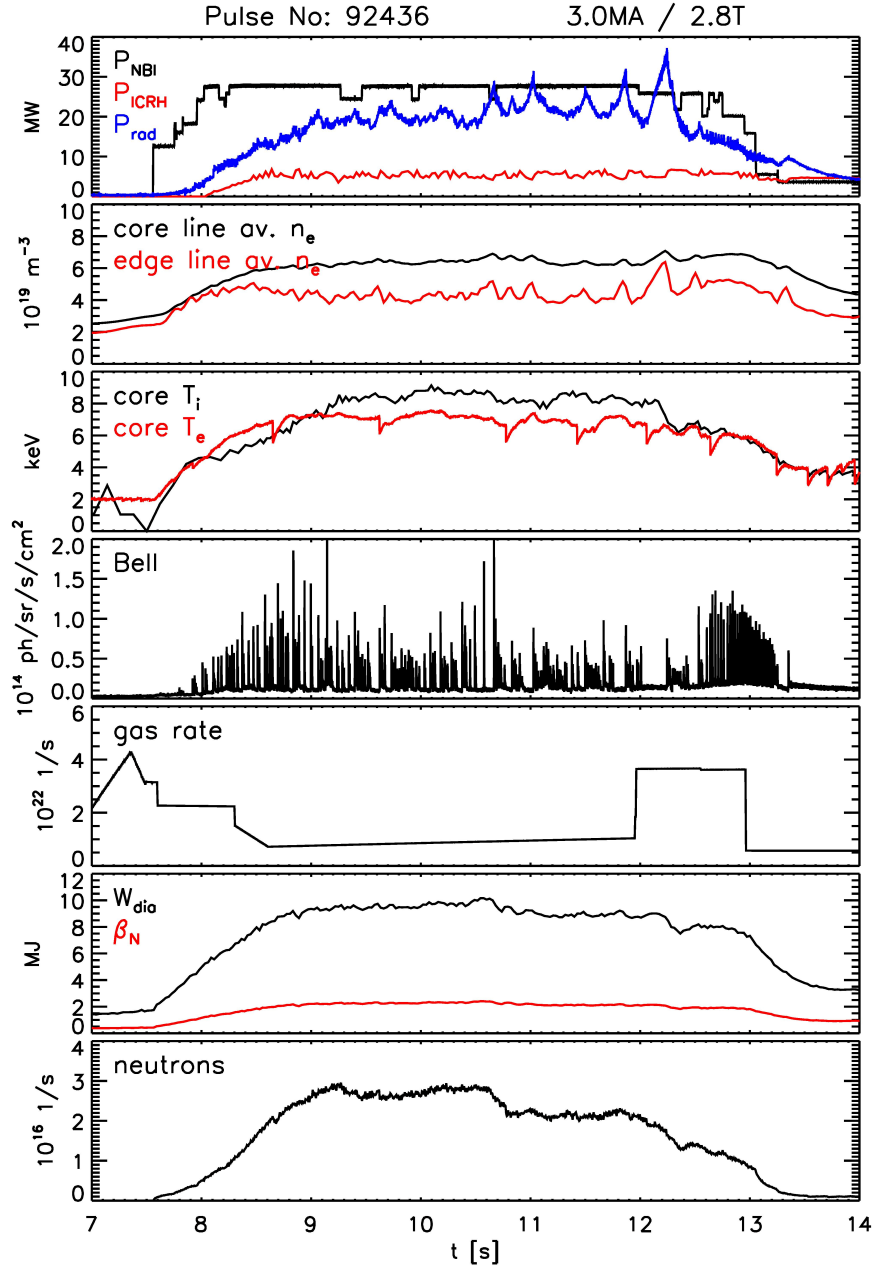 Pulse No: 92436 3.0MA / 2.8T
40
30
20
10
0
MW
P_NBI
P_ICRH
P_rad
10
8
6
4
2
0
10^19 m^-3
core line av. n_e
edge line av. n_e
10
8
6
4
2
0
keV
core T_i
core T_e
2.0
1.5
1.0
0.5
0.0
10^14 ph/sr/s/cm^2
Bell
6
4
2
0
10^22 1/s
gas rate
12
10
8
6
4
2
0
MJ
W_dia
β_N
4
3
2
1
0
10^16 1/s
neutrons
7 8 9 10 11 12 13 14
t [s]